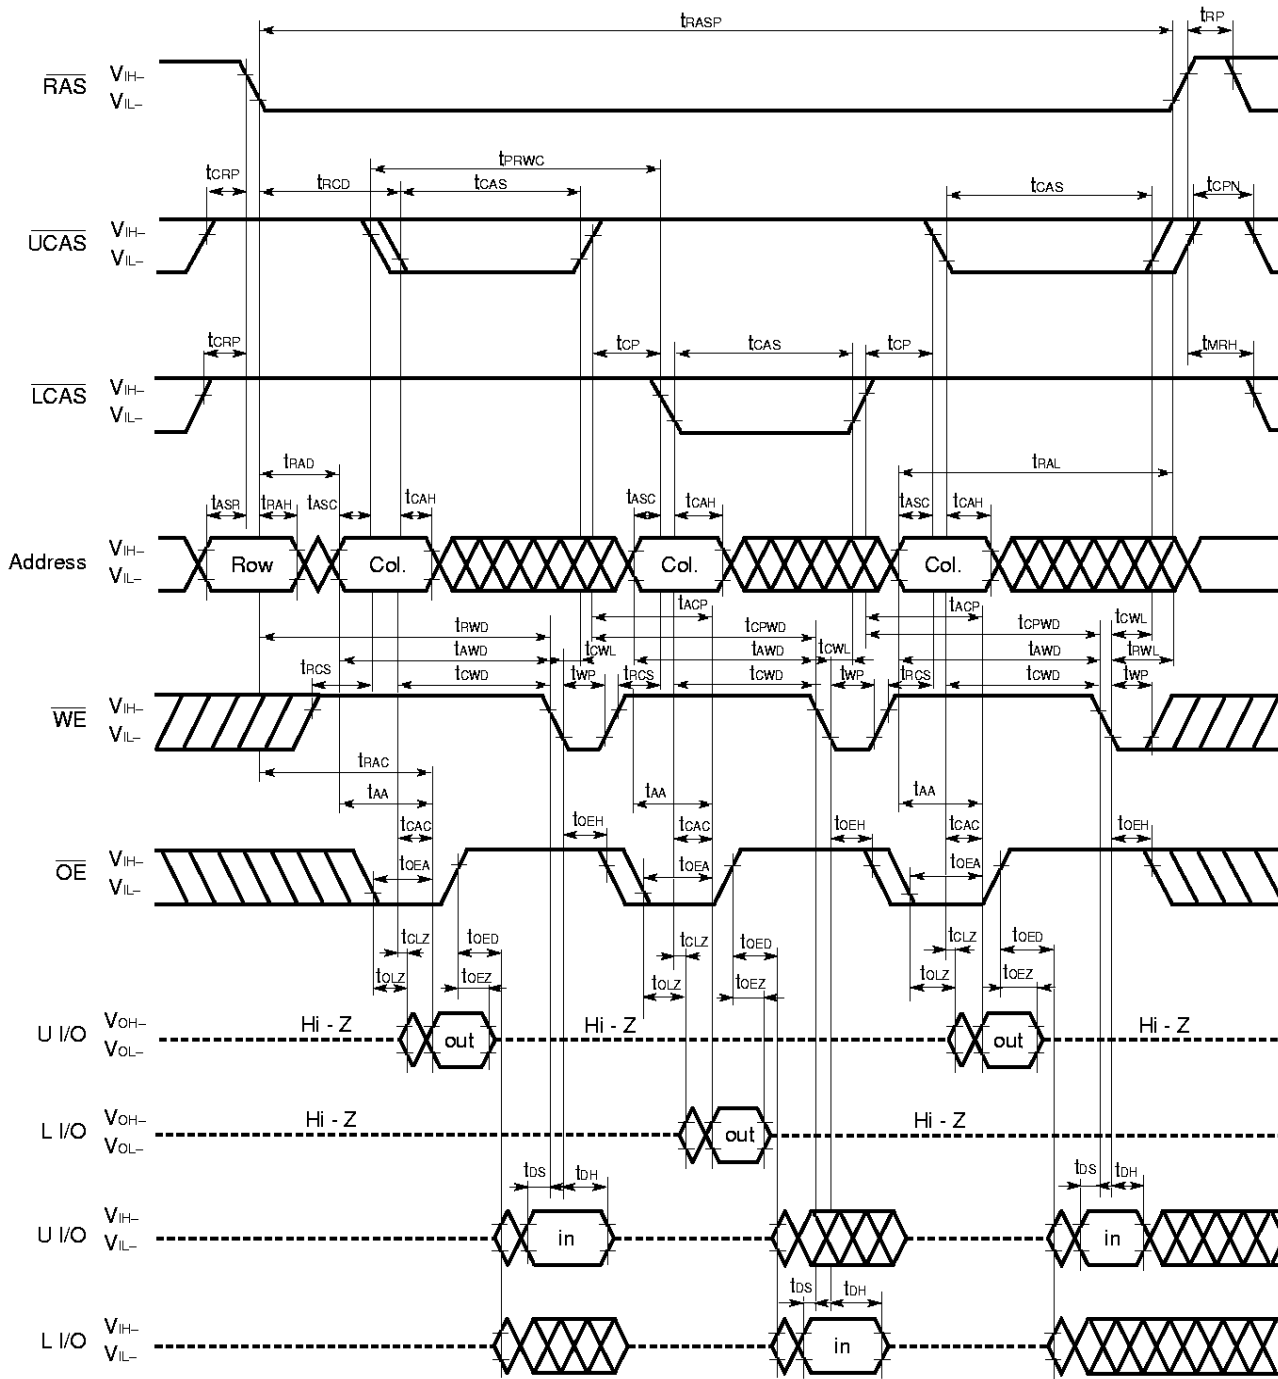 tRASP tRP
RAS VIH– VIL–
tPRWC
tCRP tRCD tCAS tCAS tCPN
UCAS VIH– VIL–
tCRP tCP tCAS tCP tMRH
LCAS VIH– VIL–
tRAD tRAL
tASR tRAH tASC tCAH tASC tCAH tASC tCAH
Address VIH– VIL– Row Col. Col. Col.
tACP tACP
tRWD tCPWD tCPWD tCWL
tAWD tCWL tAWD tCWL tAWD tRWL
tRCS tCWD tWP tRCS tCWD tWP tRCS tCWD tWP
WE VIH– VIL–
tRAC
tAA tAA tAA
tCAC tOEH tCAC tOEH tCAC tOEH
OE VIH– VIL– tOEA tOEA tOEA
tCLZ tOED tCLZ tOED tCLZ tOED
tOLZ tOEZ tOLZ tOEZ tOLZ tOEZ
U I/O VOH– VOL– Hi - Z out Hi - Z out Hi - Z
L I/O VOH– VOL– Hi - Z out Hi - Z
tDS tDH tDS tDH
U I/O VIH– VIL– in in
tDS tDH
L I/O VIH– VIL– in